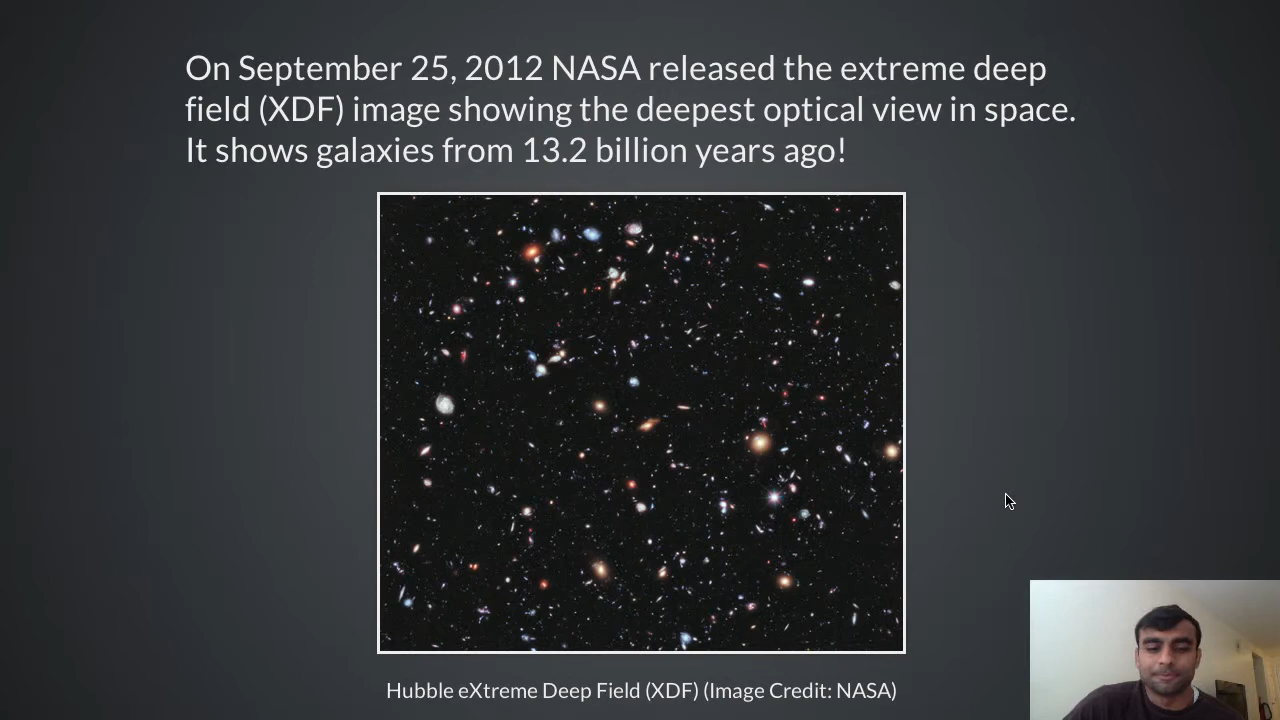 On September 25, 2012 NASA released the extreme deep
field (XDF) image showing the deepest optical view in space.
It shows galaxies from 13.2 billion years ago!
Hubble eXtreme Deep Field (XDF) (Image Credit: NASA)